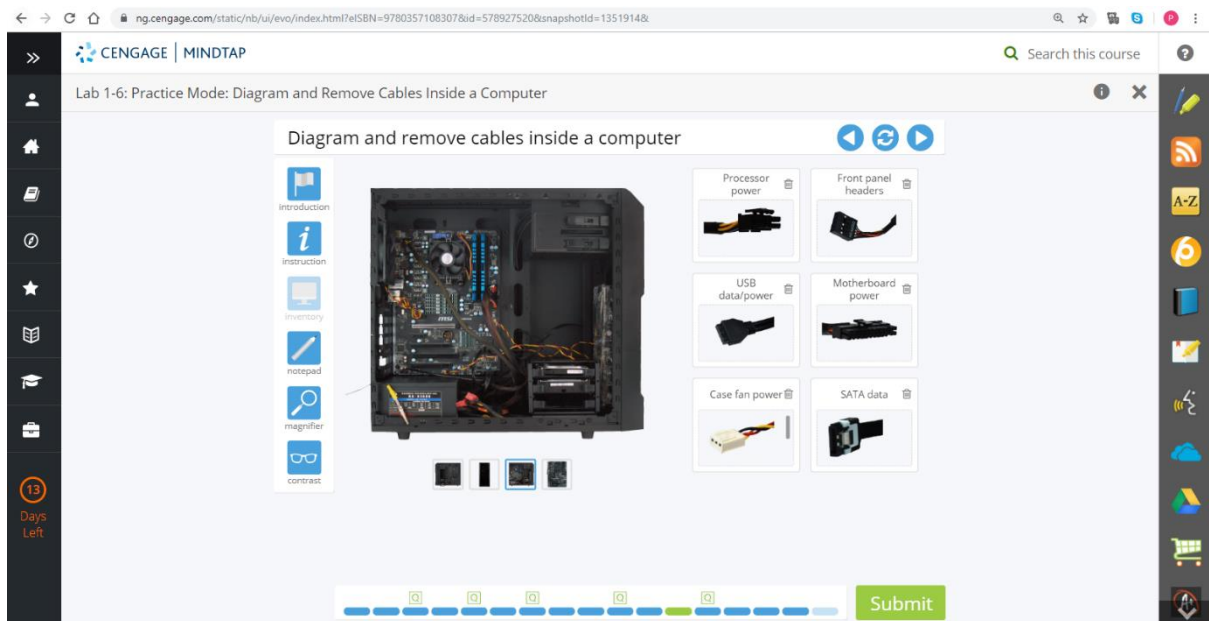 ng.cengage.com/static/nb/ui/evo/index.html?eISBN=9780357108307&id=578927520&snapshotId=1351914&
CENGAGE | MINDTAP
Search this course
Lab 1-6: Practice Mode: Diagram and Remove Cables Inside a Computer
Diagram and remove cables inside a computer
introduction
instruction
inventory
notepad
magnifier
contrast
Processor
power
Front panel
headers
USB
data/power
Motherboard
power
Case fan power
SATA data
msi
13
Days
Left
A-Z
Q Q Q Q Q
Submit